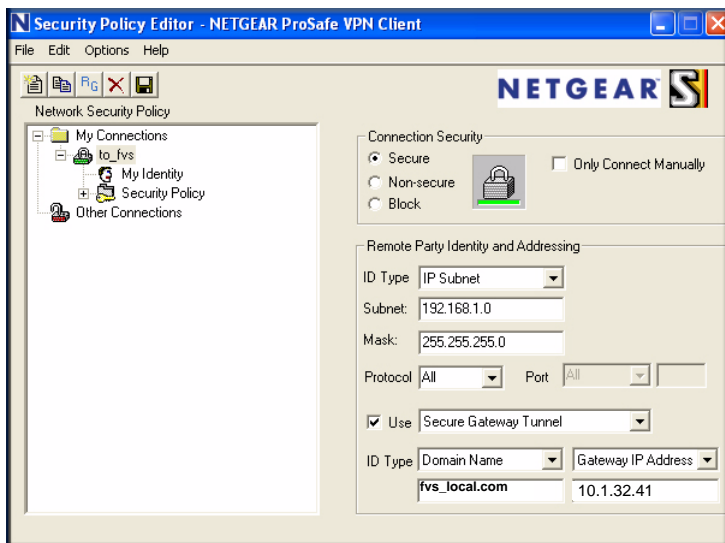 Security Policy Editor - NETGEAR ProSafe VPN Client
File Edit Options Help
RG
NETGEAR
Network Security Policy
My Connections
to_fvs
My Identity
Security Policy
Other Connections
Connection Security
Secure
Non-secure
Block
Only Connect Manually
Remote Party Identity and Addressing
ID Type IP Subnet
Subnet: 192.168.1.0
Mask: 255.255.255.0
Protocol All Port All
Use Secure Gateway Tunnel
ID Type Domain Name Gateway IP Address
fvs_local.com 10.1.32.41